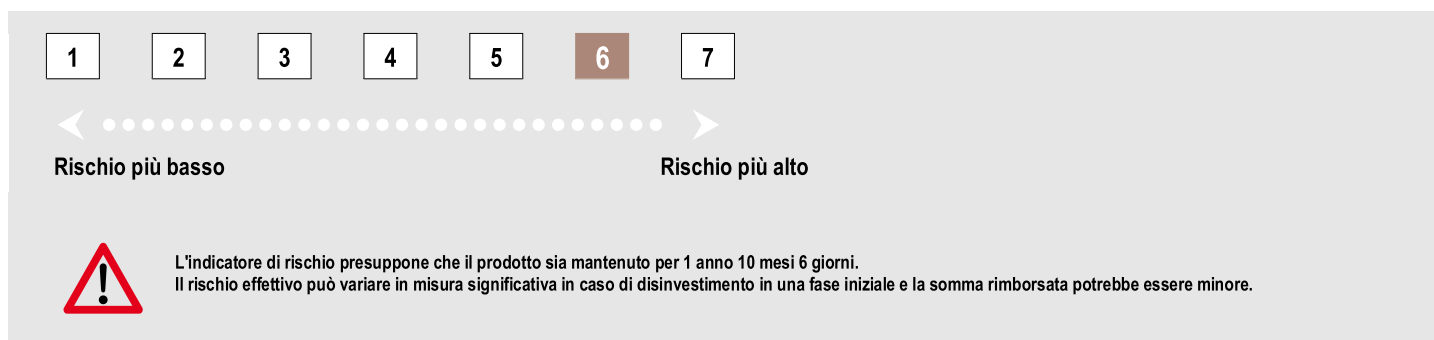 1 2 3 4 5 6 7
Rischio più basso Rischio più alto
L'indicatore di rischio presuppone che il prodotto sia mantenuto per 1 anno 10 mesi 6 giorni.
Il rischio effettivo può variare in misura significativa in caso di disinvestimento in una fase iniziale e la somma rimborsata potrebbe essere minore.